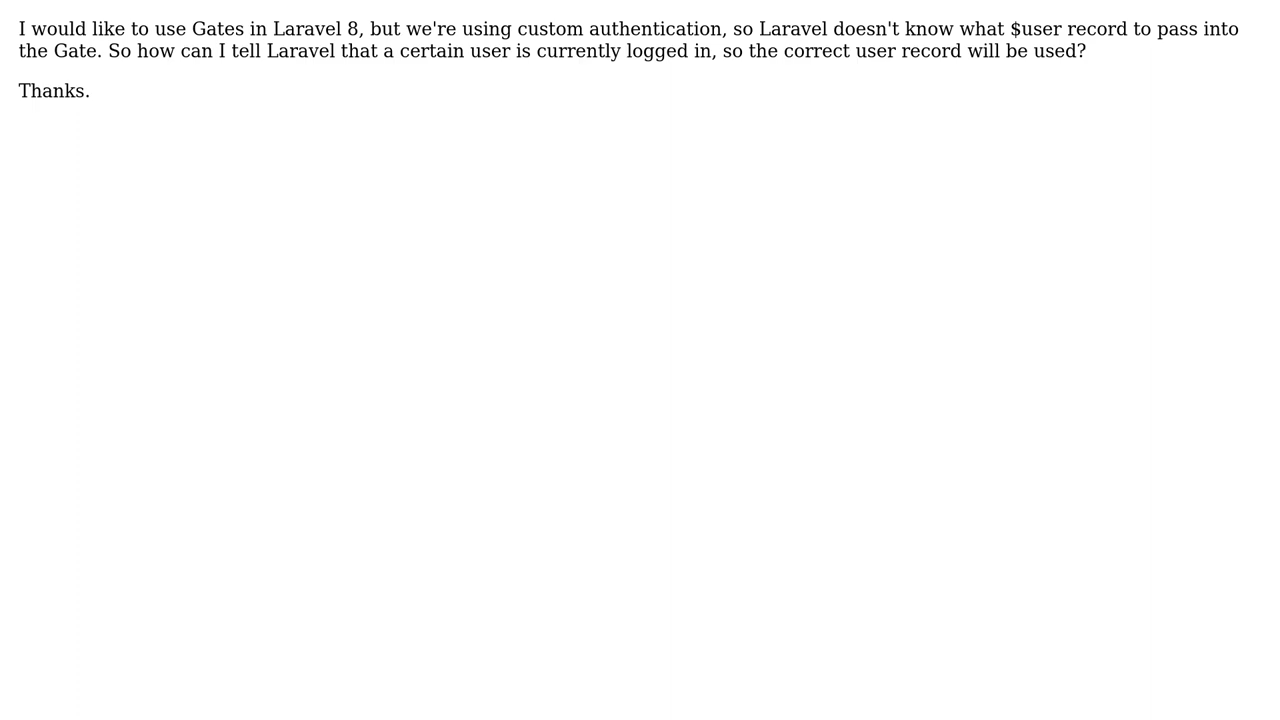 I would like to use Gates in Laravel 8, but we're using custom authentication, so Laravel doesn't know what $user record to pass into
the Gate. So how can I tell Laravel that a certain user is currently logged in, so the correct user record will be used?
Thanks.